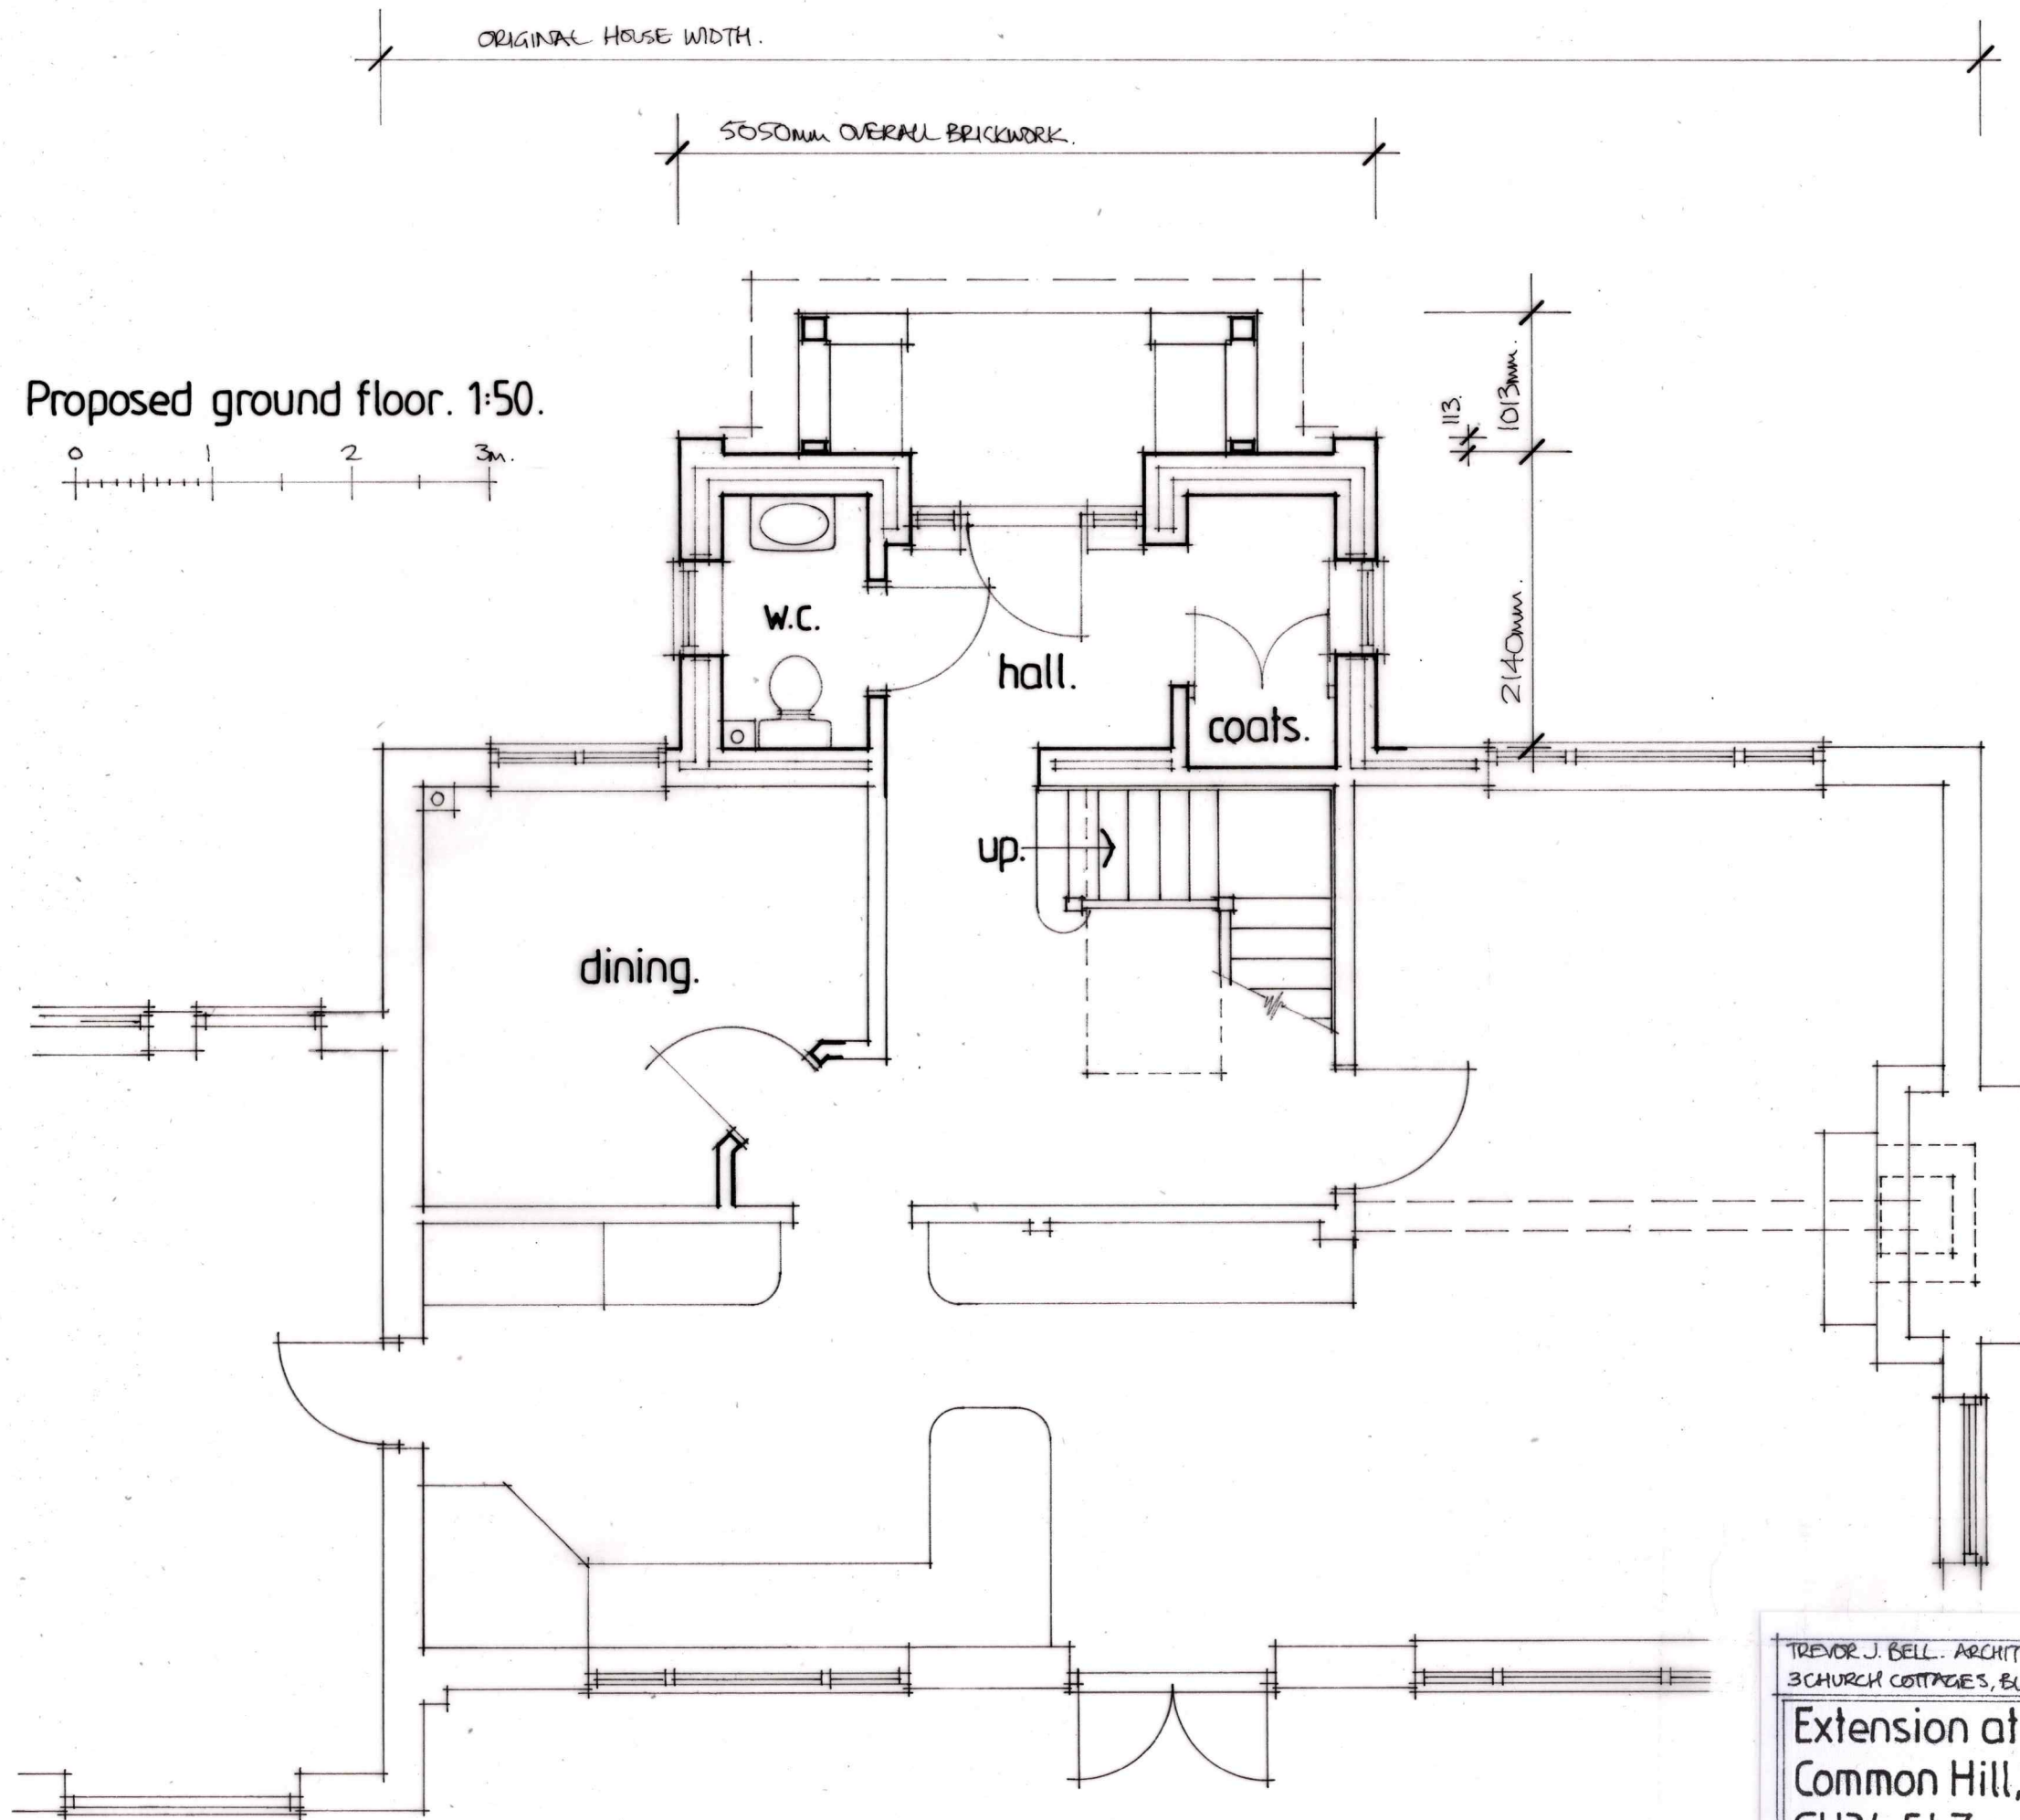 ORIGINAL HOUSE WIDTH.
5050mm OVERALL BRICKWORK.
Proposed ground floor. 1:50.
0 1 2 3m.
113.
1013mm.
2140mm.
W.C.
hall.
coats.
up.
dining.
TREVOR J. BELL. ARCHIT
3 CHURCH COTTAGES, BU
Extension at
Common Hill,